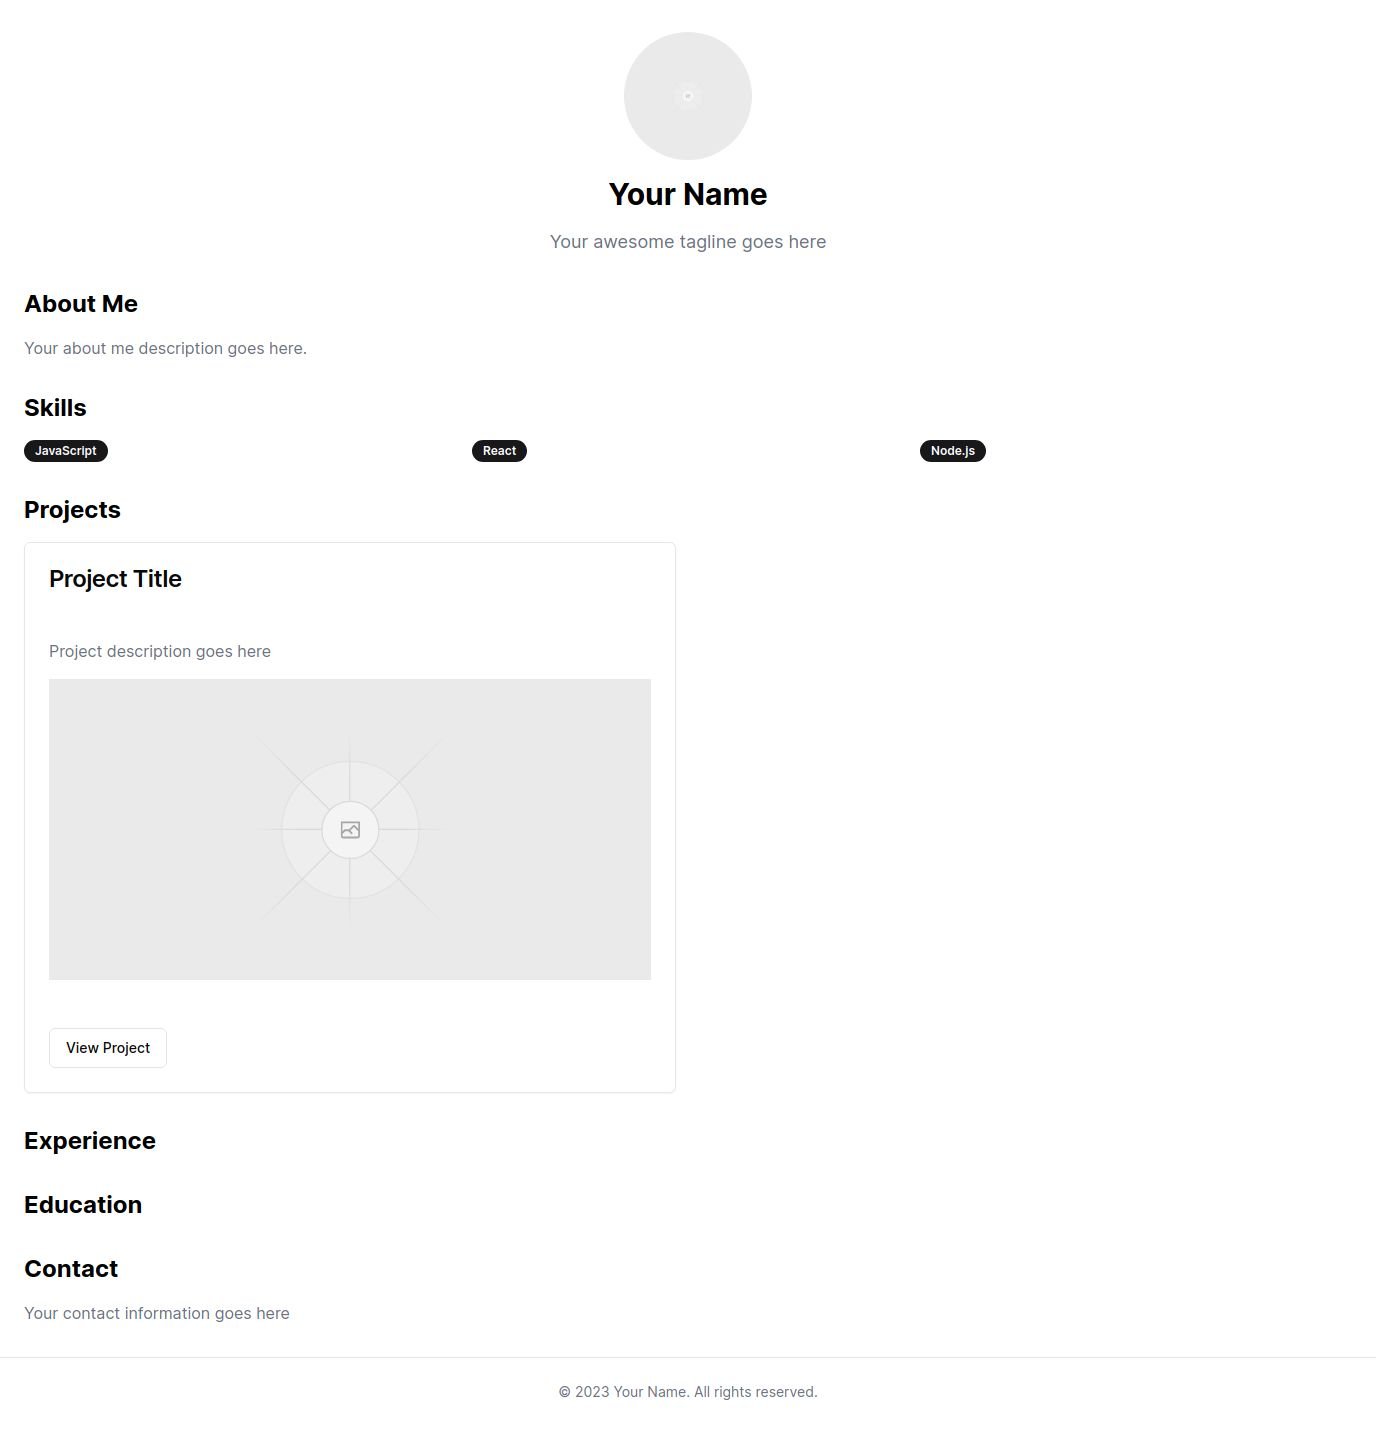 Your Name
Your awesome tagline goes here
About Me
Your about me description goes here.
Skills
JavaScript
React
Node.js
Projects
Project Title
Project description goes here
View Project
Experience
Education
Contact
Your contact information goes here
© 2023 Your Name. All rights reserved.